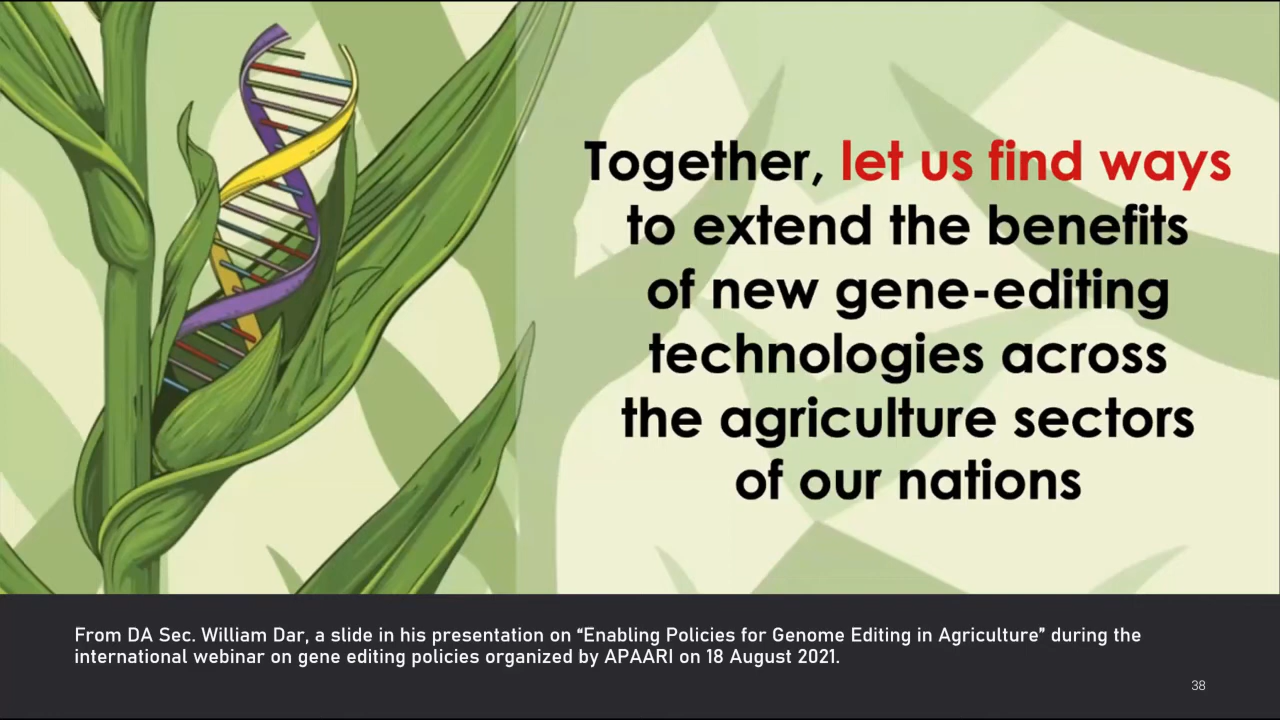 Together, let us find ways
to extend the benefits
of new gene-editing
technologies across
the agriculture sectors
of our nations
From DA Sec. William Dar, a slide in his presentation on “Enabling Policies for Genome Editing in Agriculture” during the
international webinar on gene editing policies organized by APAARI on 18 August 2021.
38